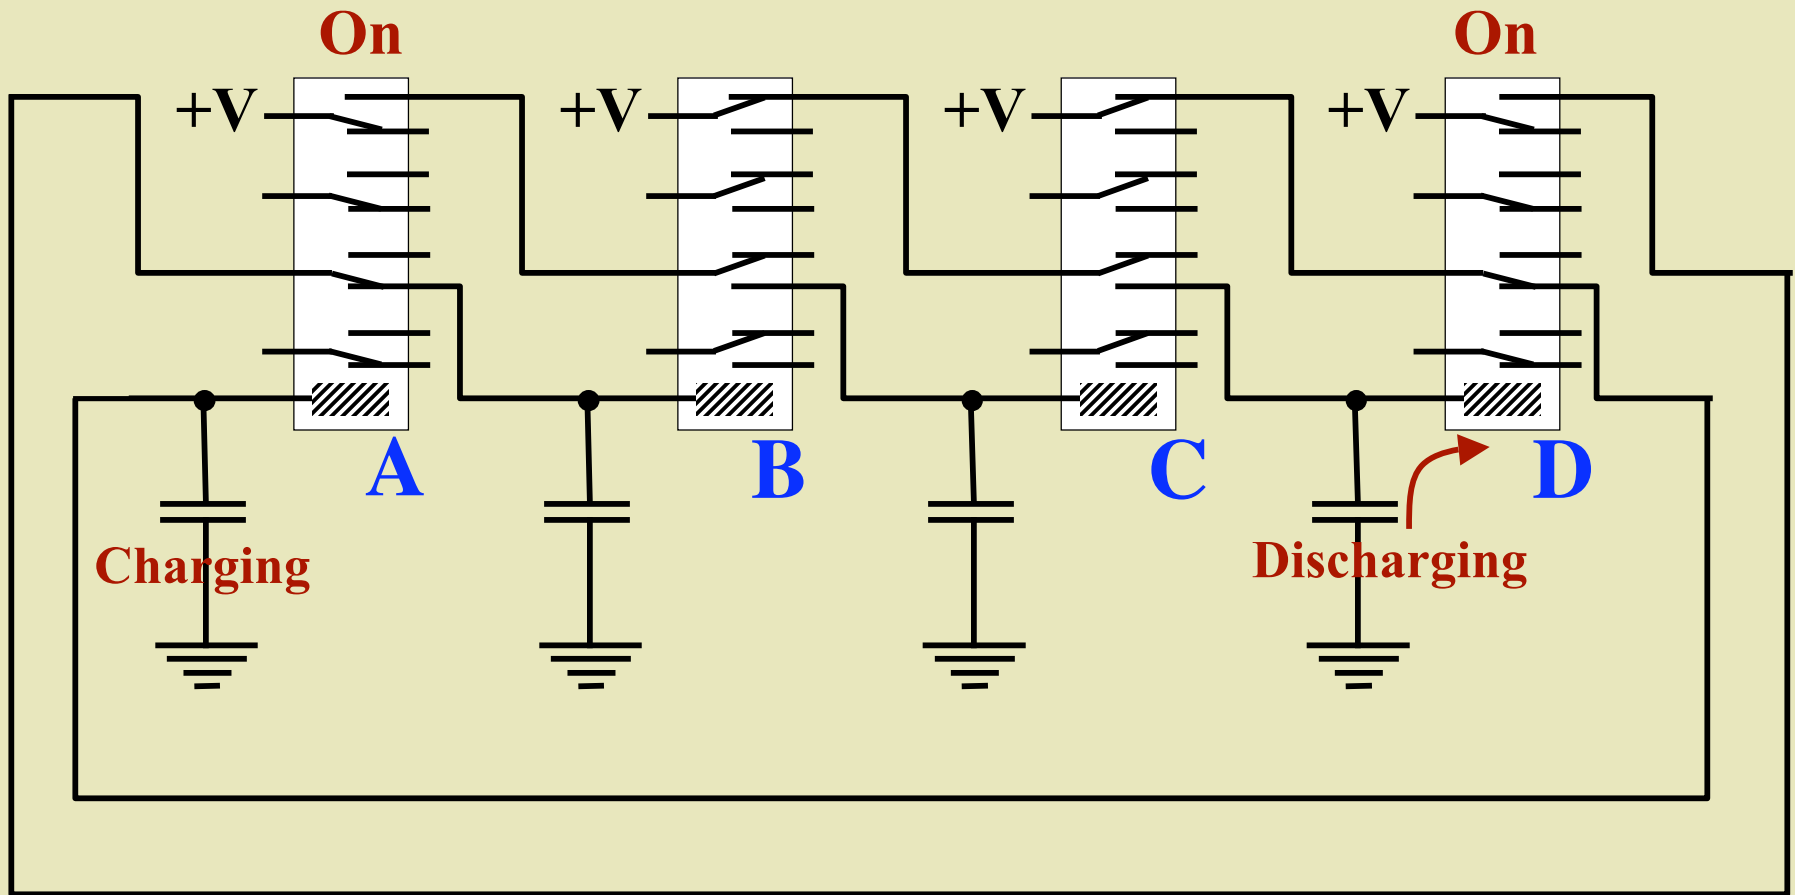 On
On
+V
+V
+V
+V
A
B
C
D
Charging
Discharging